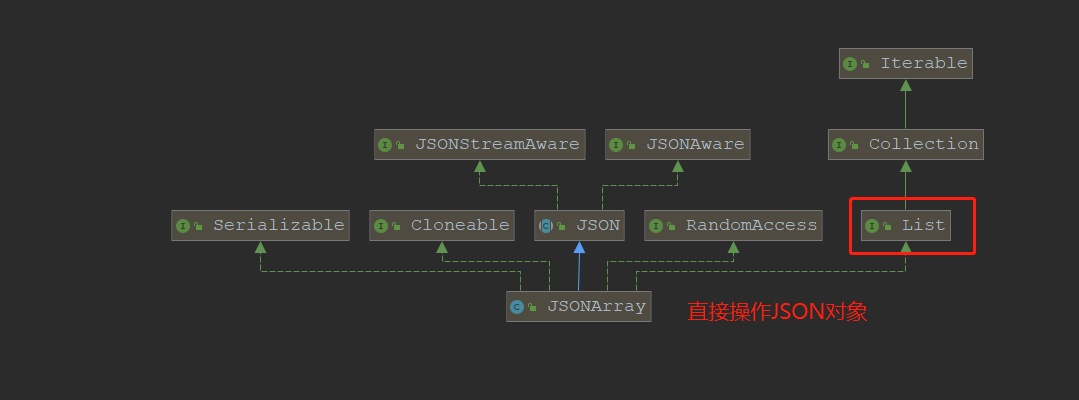 Iterable
JSONStreamAware
JSONAware
Collection
Serializable
Cloneable
JSON
RandomAccess
List
JSONArray
直接操作JSON对象